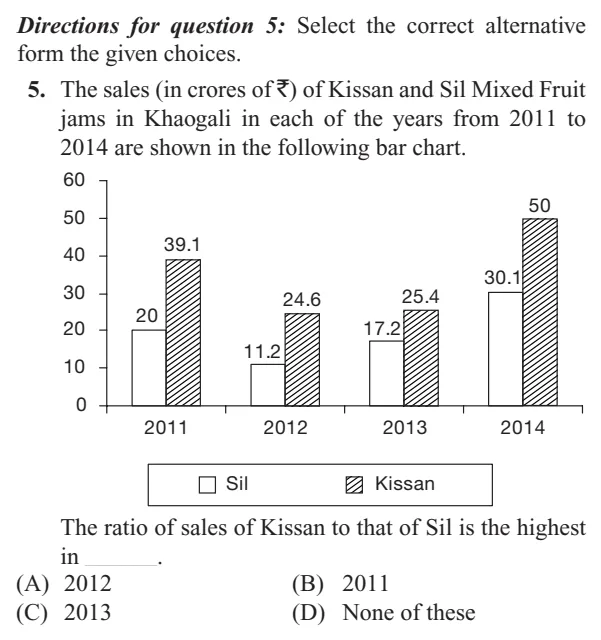 Directions for question 5: Select the correct alternative
form the given choices.
5. The sales (in crores of ₹) of Kissan and Sil Mixed Fruit
jams in Khaogali in each of the years from 2011 to
2014 are shown in the following bar chart.
60
50
40
30
20
10
0
20
39.1
11.2
24.6
17.2
25.4
30.1
50
2011 2012 2013 2014
Sil Kissan
The ratio of sales of Kissan to that of Sil is the highest
in ______.
(A) 2012 (B) 2011
(C) 2013 (D) None of these